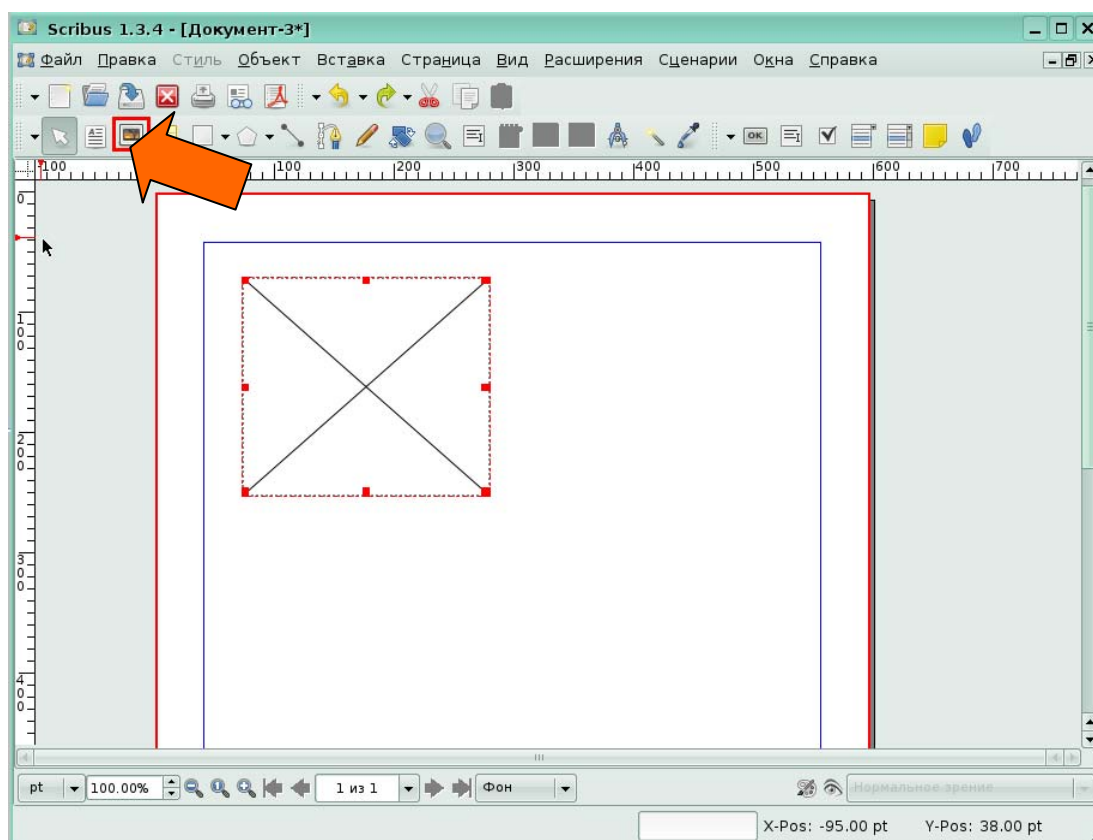 Scribus 1.3.4 - [Документ-3*]
Файл Правка Стиль Объект Вставка Страница Вид Расширения Сценарии Окна Справка
OK
100 100 200 300 400 500 600 700
0
100
200
300
400
pt 100.00% 1 из 1 Фон Нормальное зрение
X-Pos: -95.00 pt Y-Pos: 38.00 pt